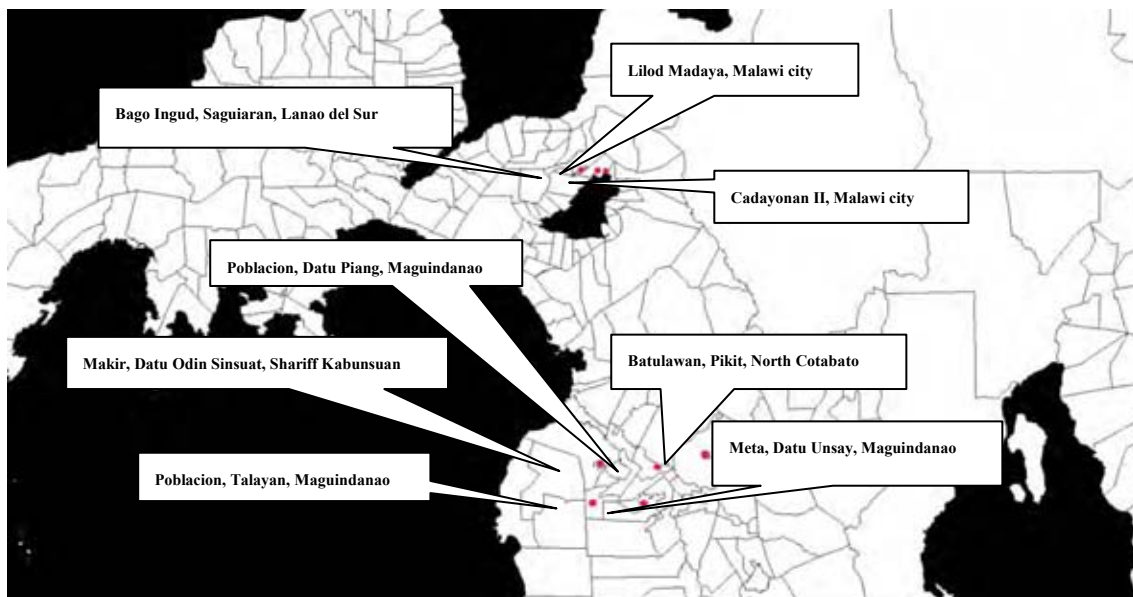 Lilod Madaya, Malawi city
Bago Ingud, Saguiaran, Lanao del Sur
Cadayonan II, Malawi city
Poblacion, Datu Piang, Maguindanao
Makir, Datu Odin Sinsuat, Shariff Kabunsuan
Batulawan, Pikit, North Cotabato
Meta, Datu Unsay, Maguindanao
Poblacion, Talayan, Maguindanao